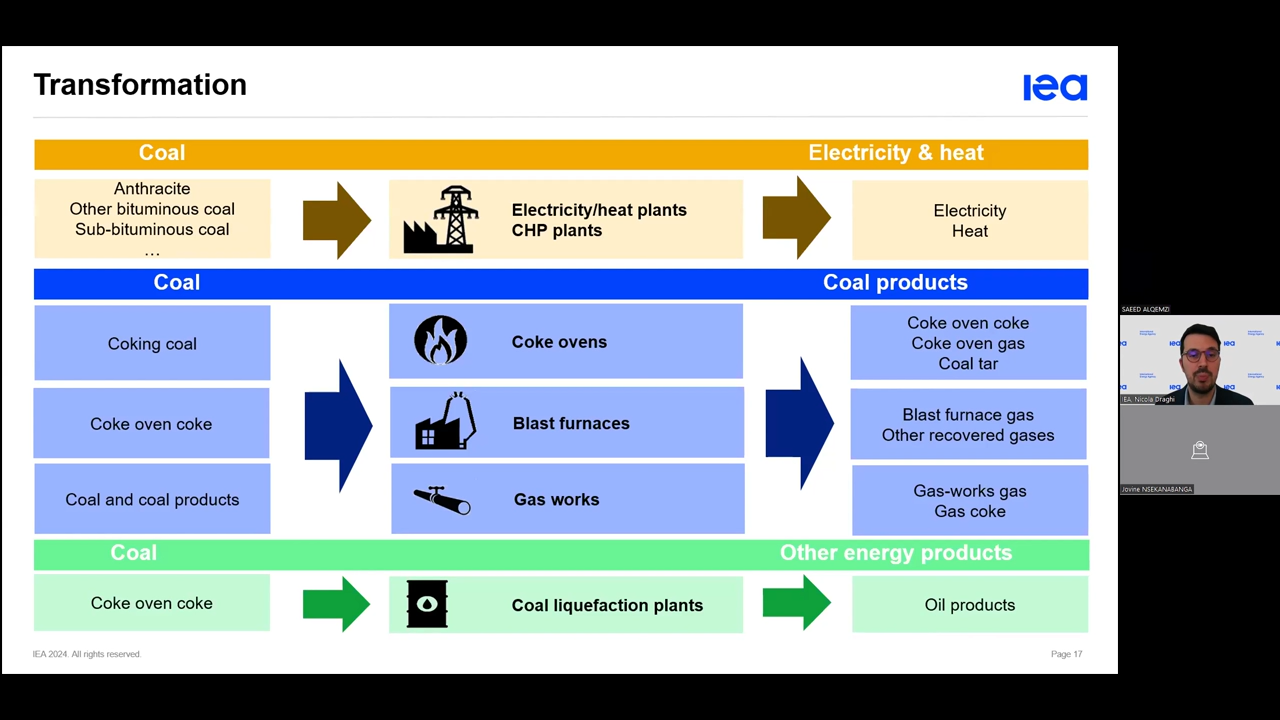 Transformation
iea
Coal
Electricity & heat
Anthracite
Other bituminous coal
Sub-bituminous coal
…
Electricity/heat plants
CHP plants
Electricity
Heat
Coal
Coal products
Coking coal
Coke ovens
Coke oven coke
Coke oven gas
Coal tar
Coke oven coke
Blast furnaces
Blast furnace gas
Other recovered gases
Coal and coal products
Gas works
Gas-works gas
Gas coke
Coal
Other energy products
Coke oven coke
Coal liquefaction plants
Oil products
IEA 2024. All rights reserved.
Page 17
SAEED ALQEMZI
IEA. Nicola Draghi
Jovine NSEKANABANGA